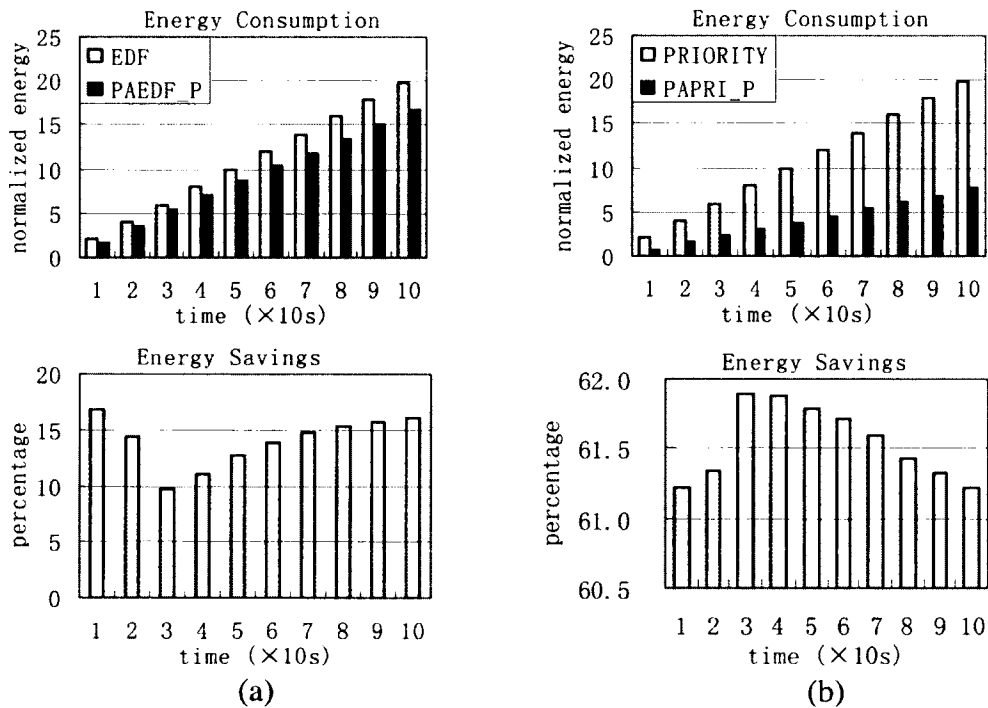 Energy Consumption
25
20
15
10
5
0
normalized energy
EDF
PAEDF_P
1 2 3 4 5 6 7 8 9 10
time (×10s)
Energy Savings
20
15
10
5
0
percentage
1 2 3 4 5 6 7 8 9 10
time (×10s)
(a)
Energy Consumption
25
20
15
10
5
0
normalized energy
PRIORITY
PAPRI_P
1 2 3 4 5 6 7 8 9 10
time (×10s)
Energy Savings
62.0
61.5
61.0
60.5
percentage
1 2 3 4 5 6 7 8 9 10
time (×10s)
(b)